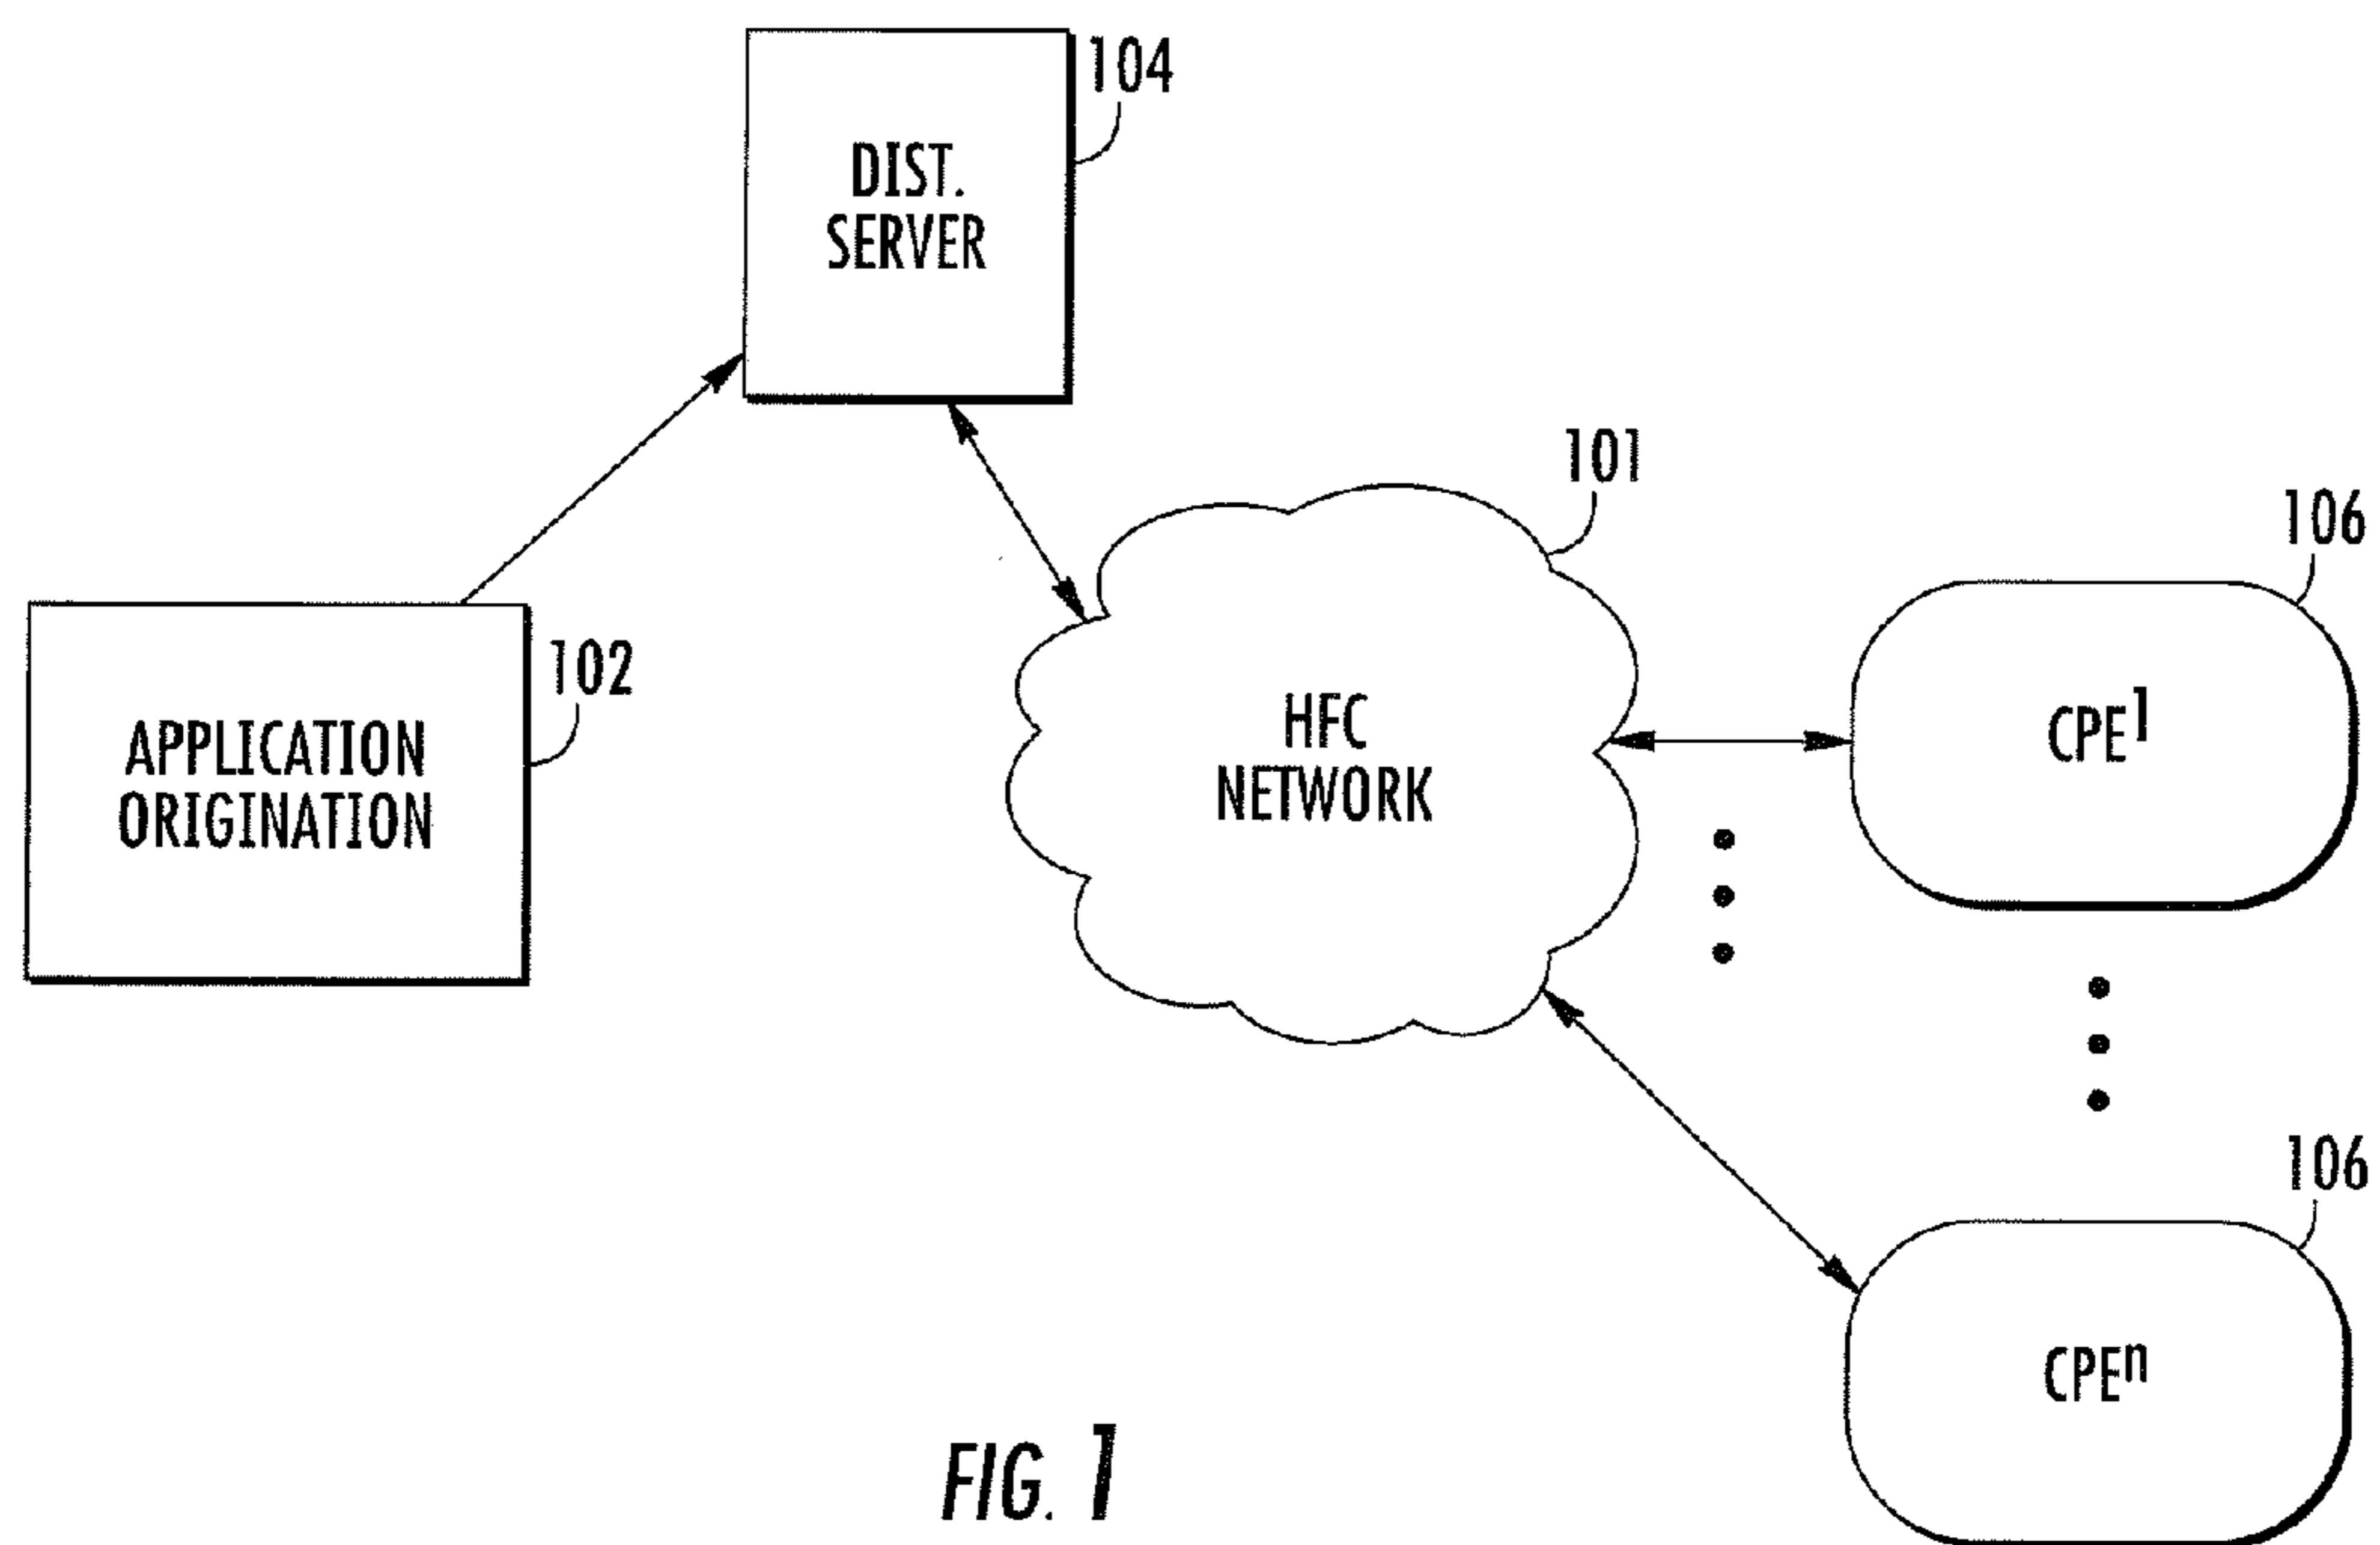 104
DIST.
SERVER
101
106
102
APPLICATION
ORIGINATION
HFC
NETWORK
CPE¹
106
CPEⁿ
FIG. 1